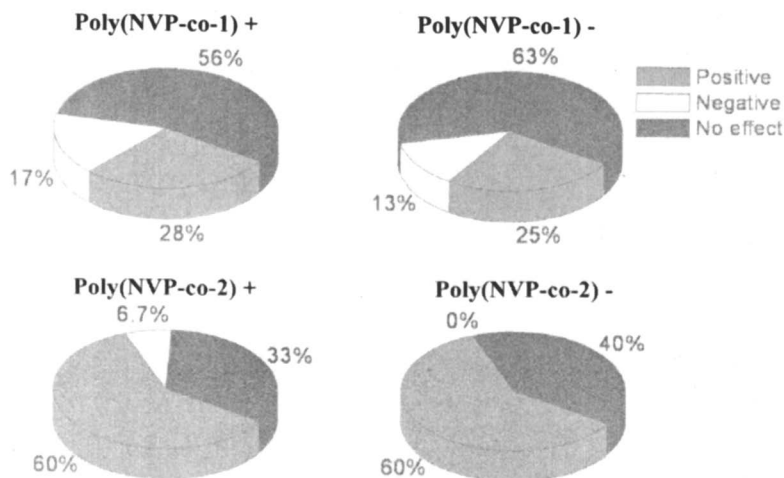 Poly(NVP-co-1) +
56%
17%
28%
Poly(NVP-co-1) -
63%
13%
25%
Positive
Negative
No effect
Poly(NVP-co-2) +
6.7%
33%
60%
Poly(NVP-co-2) -
0%
40%
60%